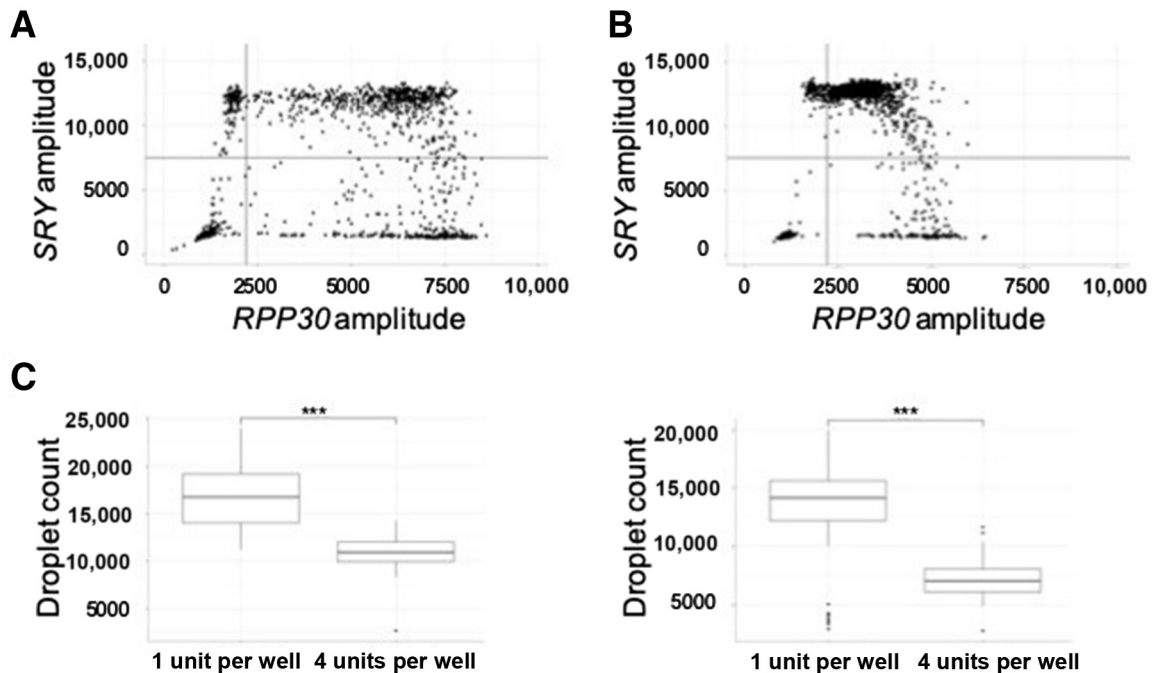 A
SRY amplitude
15,000
10,000
5000
0
0 2500 5000 7500 10,000
RPP30 amplitude
B
SRY amplitude
15,000
10,000
5000
0
0 2500 5000 7500 10,000
RPP30 amplitude
C
Droplet count
25,000
20,000
15,000
10,000
5000
***
1 unit per well 4 units per well
Droplet count
20,000
15,000
10,000
5000
***
1 unit per well 4 units per well